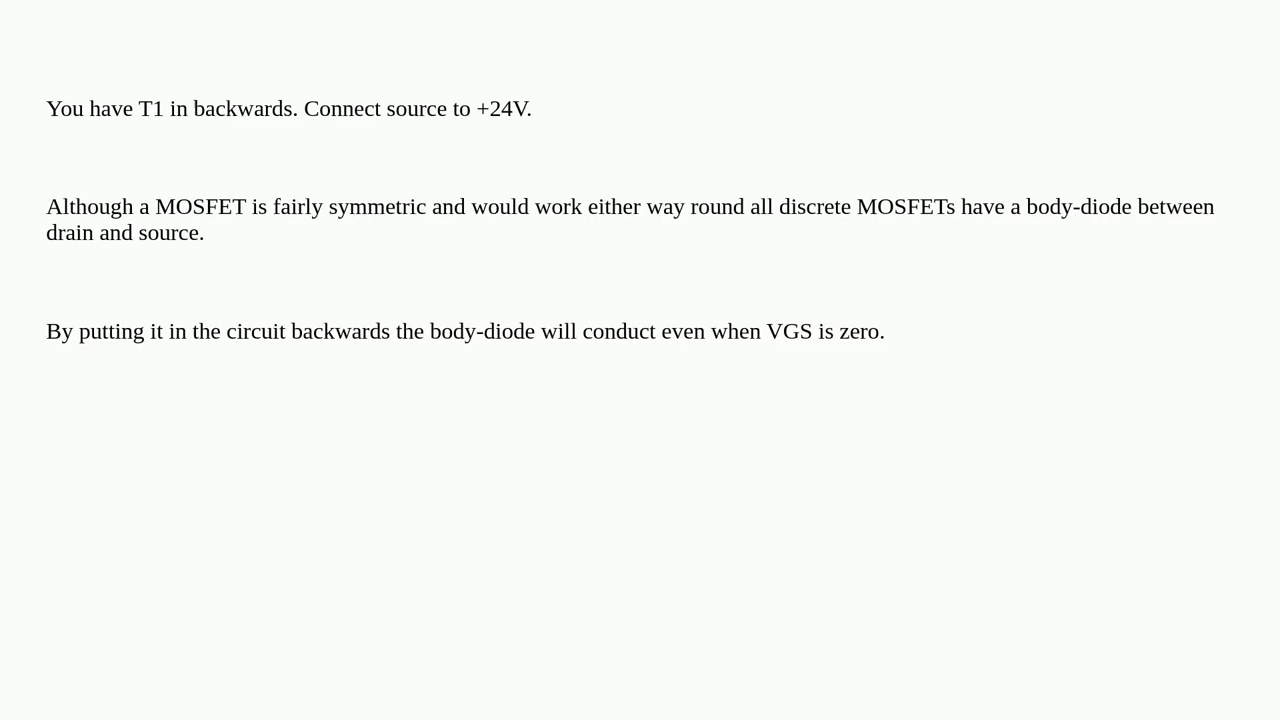 You have T1 in backwards. Connect source to +24V.
Although a MOSFET is fairly symmetric and would work either way round all discrete MOSFETs have a body-diode between
drain and source.
By putting it in the circuit backwards the body-diode will conduct even when VGS is zero.